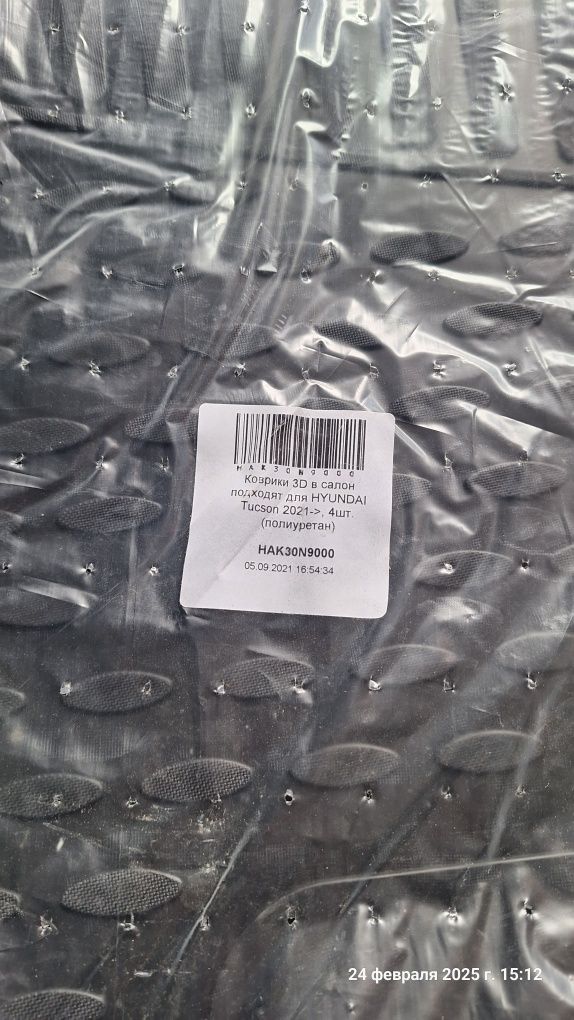 HAK30N9000
Коврики 3D в салон
подходят для HYUNDAI
Tucson 2021->, 4шт.
(полиуретан)
HAK30N9000
05.09.2021 16:54:34
24 февраля 2025 г. 15:12